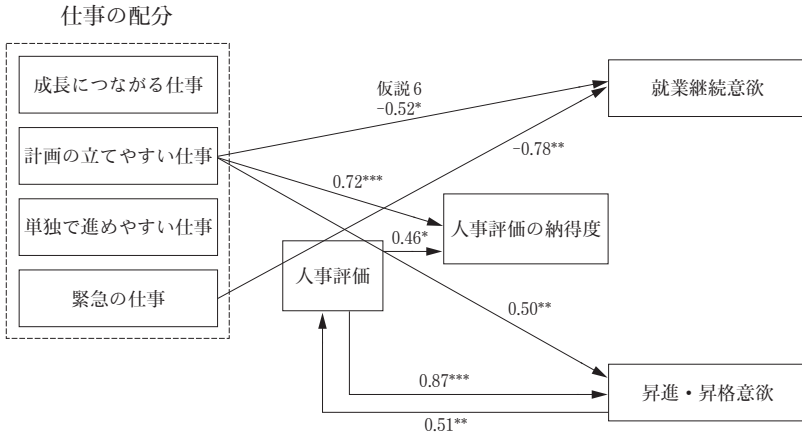 仕事の配分
成長につながる仕事
計画の立てやすい仕事
単独で進めやすい仕事
緊急の仕事
仮説6
-0.52*
就業継続意欲
-0.78**
0.72***
人事評価の納得度
0.46*
人事評価
0.50**
0.87***
昇進・昇格意欲
0.51**